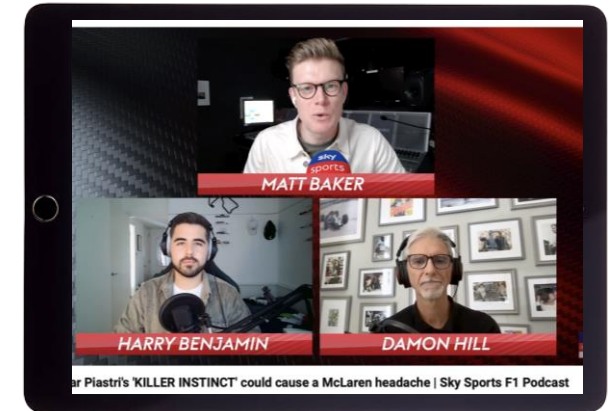 sky
sports
MATT BAKER
HARRY BENJAMIN
DAMON HILL
ar Piastri's 'KILLER INSTINCT' could cause a McLaren headache | Sky Sports F1 Podcast